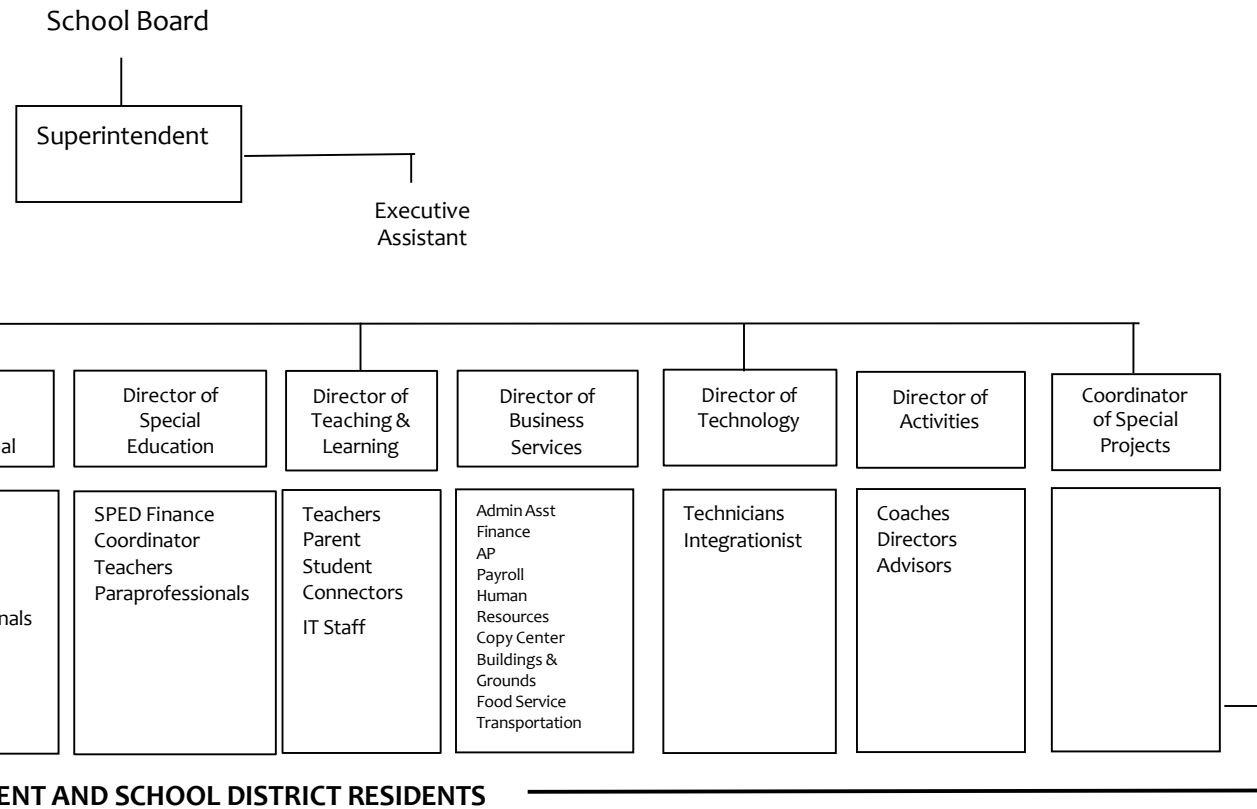 School Board
Superintendent
Executive
Assistant
al
Director of
Special
Education
Director of
Teaching &
Learning
Director of
Business
Services
Director of
Technology
Director of
Activities
Coordinator
of Special
Projects
nals
SPED Finance
Coordinator
Teachers
Paraprofessionals
Teachers
Parent
Student
Connectors
IT Staff
Admin Asst
Finance
AP
Payroll
Human
Resources
Copy Center
Buildings &
Grounds
Food Service
Transportation
Technicians
Integrationist
Coaches
Directors
Advisors
ENT AND SCHOOL DISTRICT RESIDENTS